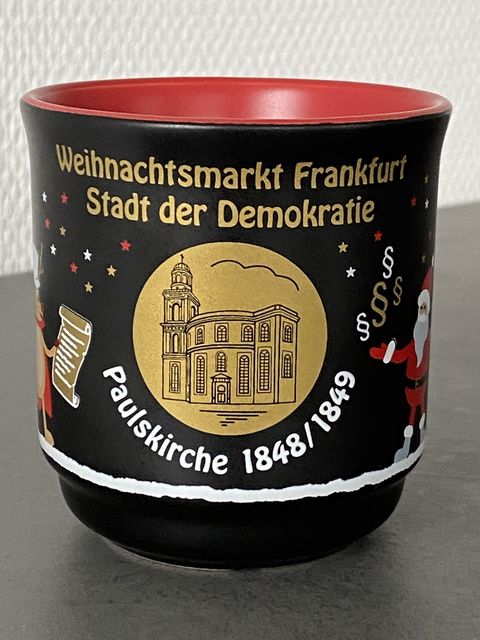 Weihnachtsmarkt Frankfurt
Stadt der Demokratie
§
§
§
§
Paulskirche 1848/1849